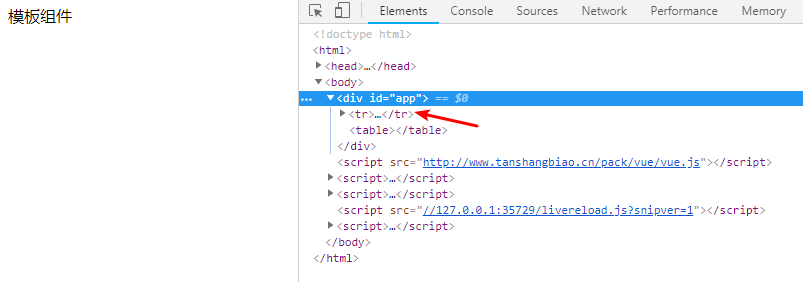 模板组件
Elements Console Sources Network Performance Memory
<!doctype html>
<html>
<head>…</head>
<body>
… <div id="app"> == $0
<tr>…</tr>
<table></table>
</div>
<script src="http://www.tanshangbiao.cn/pack/vue/vue.js"></script>
<script>…</script>
<script>…</script>
<script src="//127.0.0.1:35729/livereload.js?snipver=1"></script>
<script>…</script>
</body>
</html>